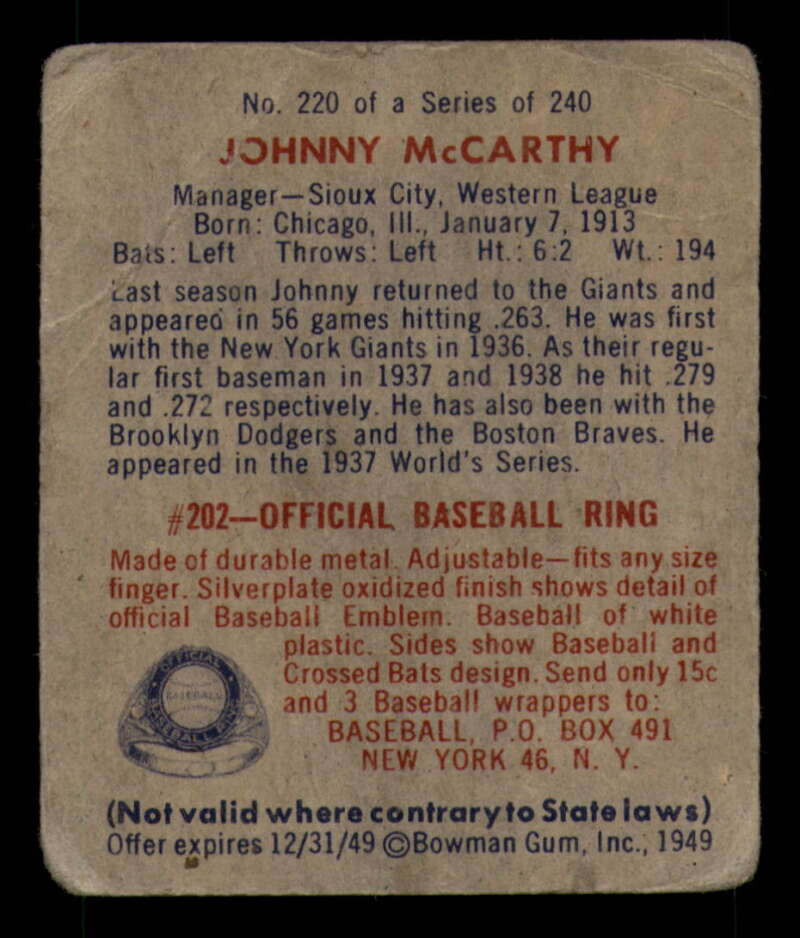 No. 220 of a Series of 240
JOHNNY McCARTHY
Manager—Sioux City, Western League
Born: Chicago, Ill., January 7, 1913
Bats: Left Throws: Left Ht.: 6:2 Wt.: 194
Last season Johnny returned to the Giants and
appeared in 56 games hitting .263. He was first
with the New York Giants in 1936. As their regu-
lar first baseman in 1937 and 1938 he hit .279
and .272 respectively. He has also been with the
Brooklyn Dodgers and the Boston Braves. He
appeared in the 1937 World's Series.
#202—OFFICIAL BASEBALL RING
Made of durable metal. Adjustable—fits any size
finger. Silverplate oxidized finish shows detail of
official Baseball Emblem. Baseball of white
plastic. Sides show Baseball and
Crossed Bats design. Send only 15c
and 3 Baseball wrappers to:
BASEBALL, P.O. BOX 491
NEW YORK 46, N. Y.
OFFICIAL
BASEBALL
BASEBALL RING
(Not valid where contrary to State laws)
Offer expires 12/31/49 ©Bowman Gum, Inc., 1949